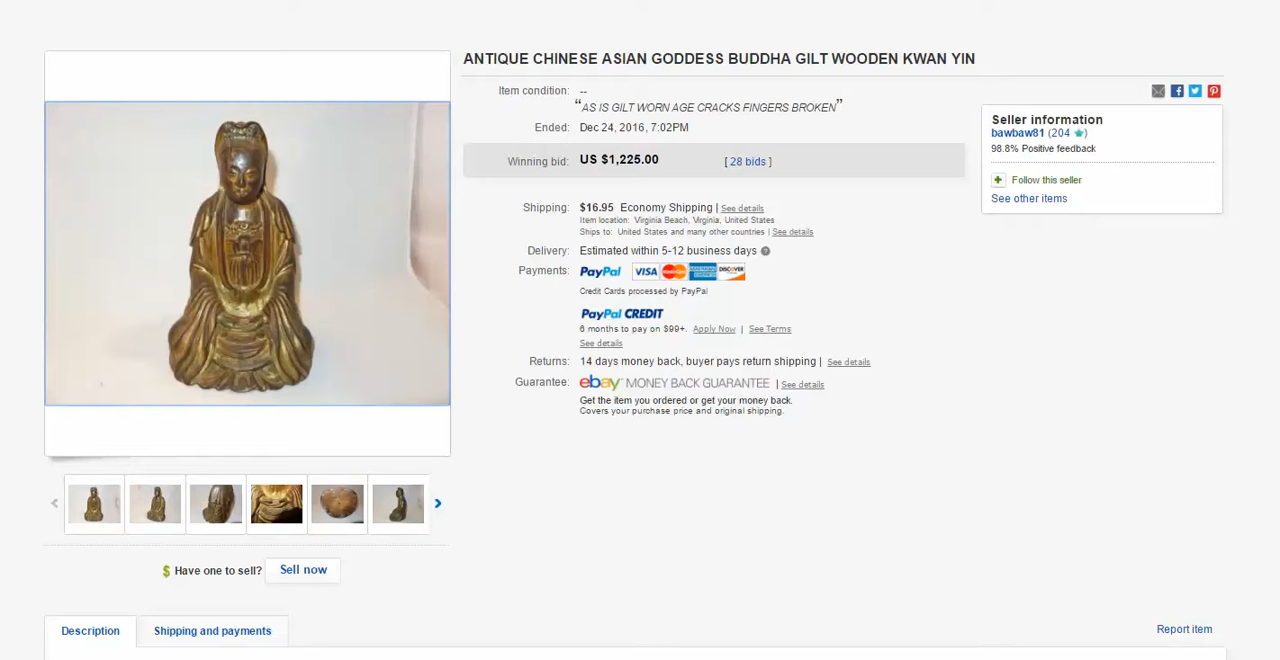 ANTIQUE CHINESE ASIAN GODDESS BUDDHA GILT WOODEN KWAN YIN
Item condition: --
“AS IS GILT WORN AGE CRACKS FINGERS BROKEN”
Ended: Dec 24, 2016, 7:02PM
Winning bid: US $1,225.00 [ 28 bids ]
Shipping: $16.95 Economy Shipping | See details
Item location: Virginia Beach, Virginia, United States
Ships to: United States and many other countries | See details
Delivery: Estimated within 5-12 business days
Payments: PayPal VISA MasterCard AMERICAN EXPRESS DISCOVER
Credit Cards processed by PayPal
PayPal CREDIT
6 months to pay on $99+. Apply Now | See Terms
See details
Returns: 14 days money back, buyer pays return shipping | See details
Guarantee: ebay™ MONEY BACK GUARANTEE | See details
Get the item you ordered or get your money back.
Covers your purchase price and original shipping.
Seller information
bawbaw81 (204 ★)
98.8% Positive feedback
Follow this seller
See other items
$ Have one to sell? Sell now
Description Shipping and payments
Report item